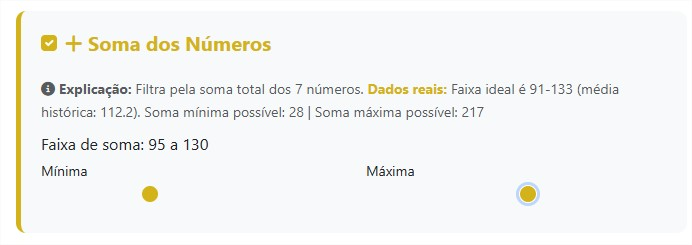 Soma dos Números
Explicação: Filtra pela soma total dos 7 números. Dados reais: Faixa ideal é 91-133 (média
histórica: 112.2). Soma mínima possível: 28 | Soma máxima possível: 217
Faixa de soma: 95 a 130
Mínima
Máxima